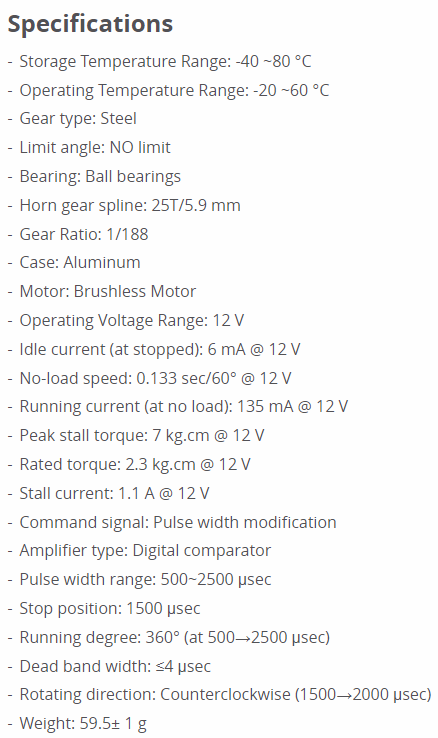 Specifications
- Storage Temperature Range: -40 ~80 °C
- Operating Temperature Range: -20 ~60 °C
- Gear type: Steel
- Limit angle: NO limit
- Bearing: Ball bearings
- Horn gear spline: 25T/5.9 mm
- Gear Ratio: 1/188
- Case: Aluminum
- Motor: Brushless Motor
- Operating Voltage Range: 12 V
- Idle current (at stopped): 6 mA @ 12 V
- No-load speed: 0.133 sec/60° @ 12 V
- Running current (at no load): 135 mA @ 12 V
- Peak stall torque: 7 kg.cm @ 12 V
- Rated torque: 2.3 kg.cm @ 12 V
- Stall current: 1.1 A @ 12 V
- Command signal: Pulse width modification
- Amplifier type: Digital comparator
- Pulse width range: 500~2500 μsec
- Stop position: 1500 μsec
- Running degree: 360° (at 500→2500 μsec)
- Dead band width: ≤4 μsec
- Rotating direction: Counterclockwise (1500→2000 μsec)
- Weight: 59.5± 1 g